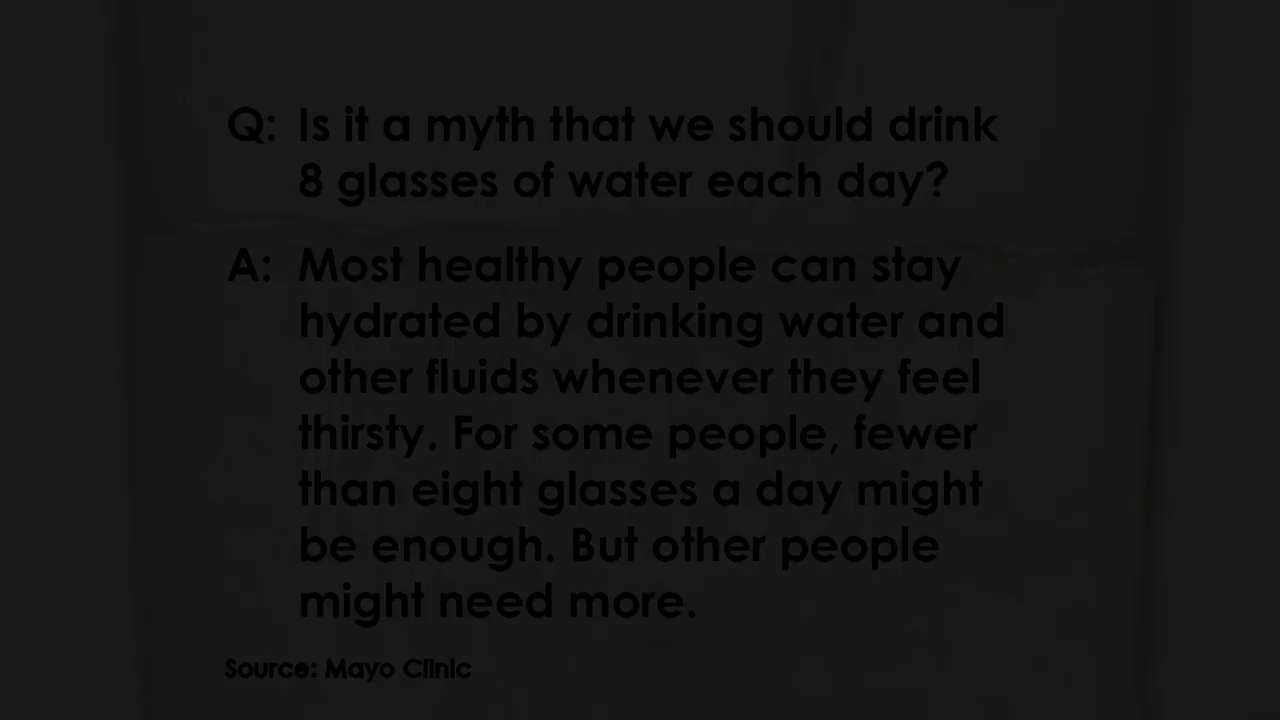 Q: Is it a myth that we should drink
8 glasses of water each day?
A: Most healthy people can stay
hydrated by drinking water and
other fluids whenever they feel
thirsty. For some people, fewer
than eight glasses a day might
be enough. But other people
might need more.
Source: Mayo Clinic